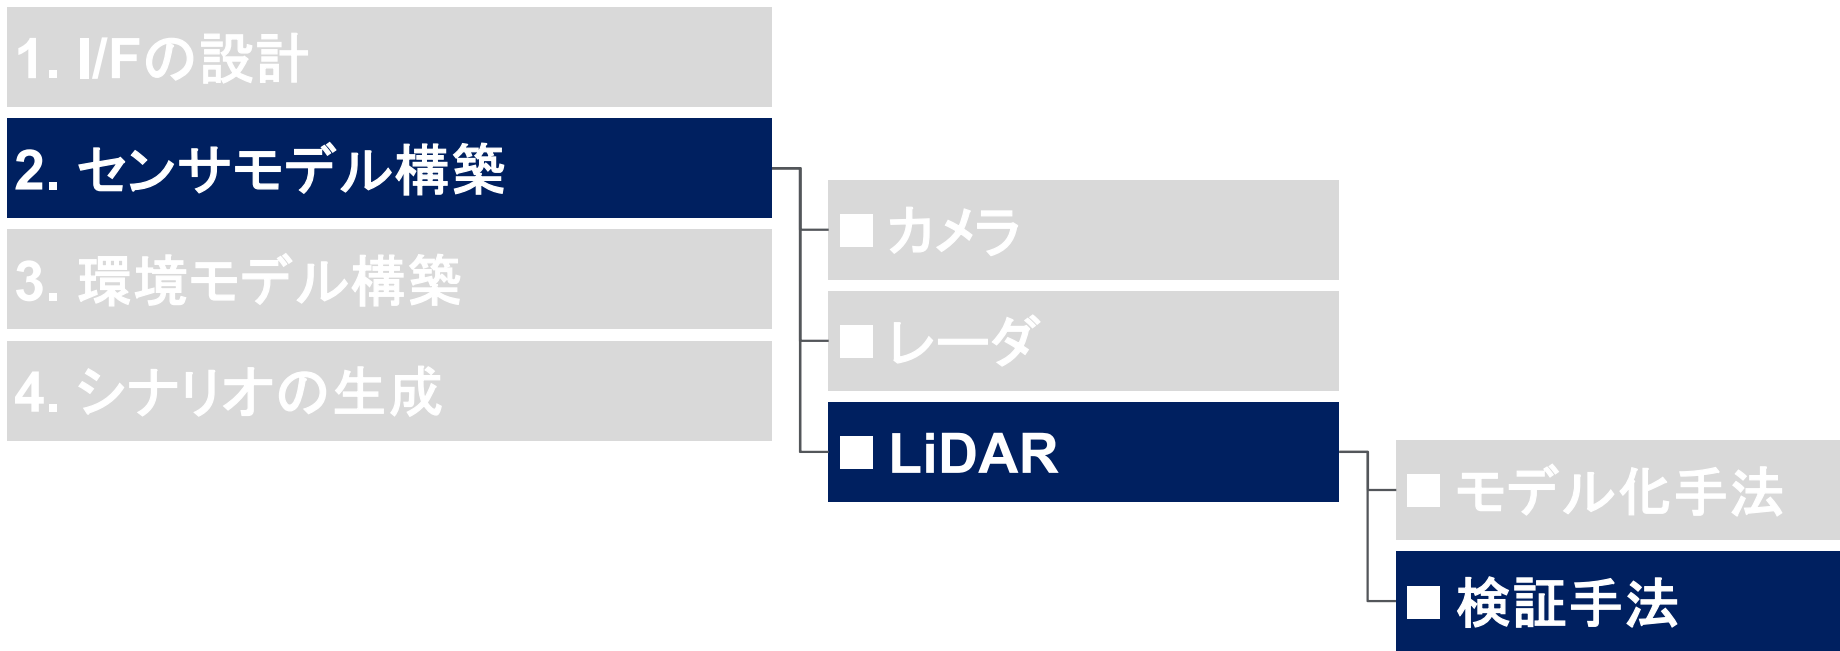 1. I/Fの設計
2. センサモデル構築
3. 環境モデル構築
4. シナリオの生成
■ カメラ
■ レーダ
■ LiDAR
■ モデル化手法
■ 検証手法